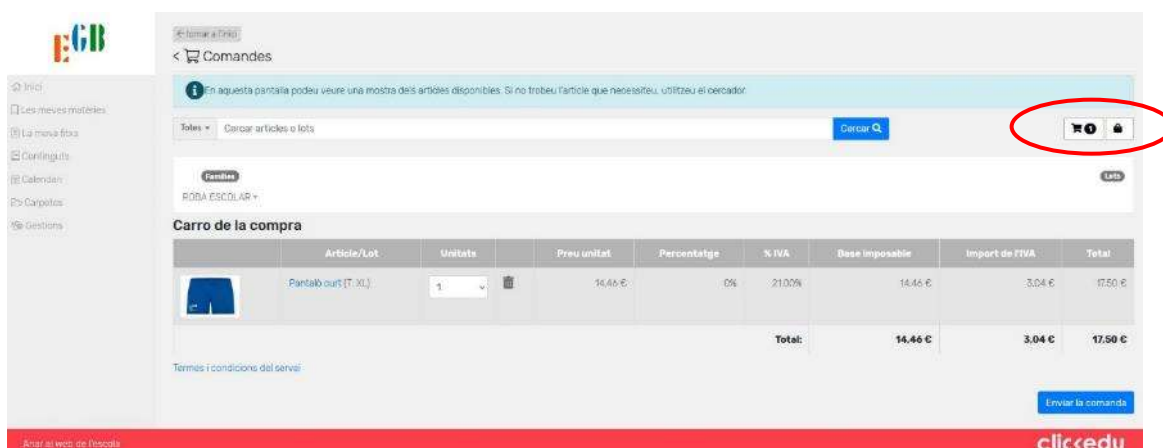 EGB
tornar a l'inici
< Comandes
Inici
Les meves matèries
La meva fitxa
Continguts
Calendari
Carpetes
Gestions
En aquesta pantalla podeu veure una mostra dels articles disponibles. Si no trobeu l'article que necessiteu, utilitzeu el cercador.
Totes Cercar articles o lots Cercar 1
Famílies Lots
ROBA ESCOLAR
Carro de la compra
Article/Lot Unitats Preu unitat Percentatge % IVA Base imposable Import de l'IVA Total
Pantaló curt (T. XL) 1 14,46 € 0% 21.00% 14.46 € 3.04 € 17.50 €
Total: 14.46 € 3.04 € 17.50 €
Termes i condicions del servei
Enviar la comanda
Anar al web de l'escola clickedu